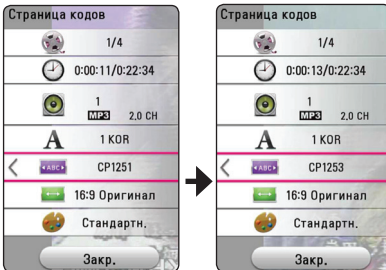 Страница кодов
1/4
0:00:11/0:22:34
1
MP3 2,0 CH
A 1 KOR
ABC CP1251
16:9 Оригинал
Стандартн.
Закр.
Страница кодов
1/4
0:00:13/0:22:34
1
MP3 2,0 CH
A 1 KOR
ABC CP1253
16:9 Оригинал
Стандартн.
Закр.